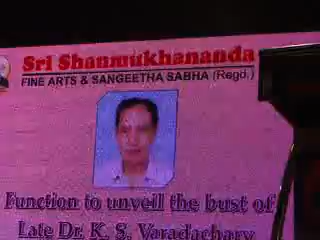 Sri Shanmukhananda
FINE ARTS & SANGEETHA SABHA (Regd.)
Function to unveil the bust of
Late Dr. K. S. Varadachary